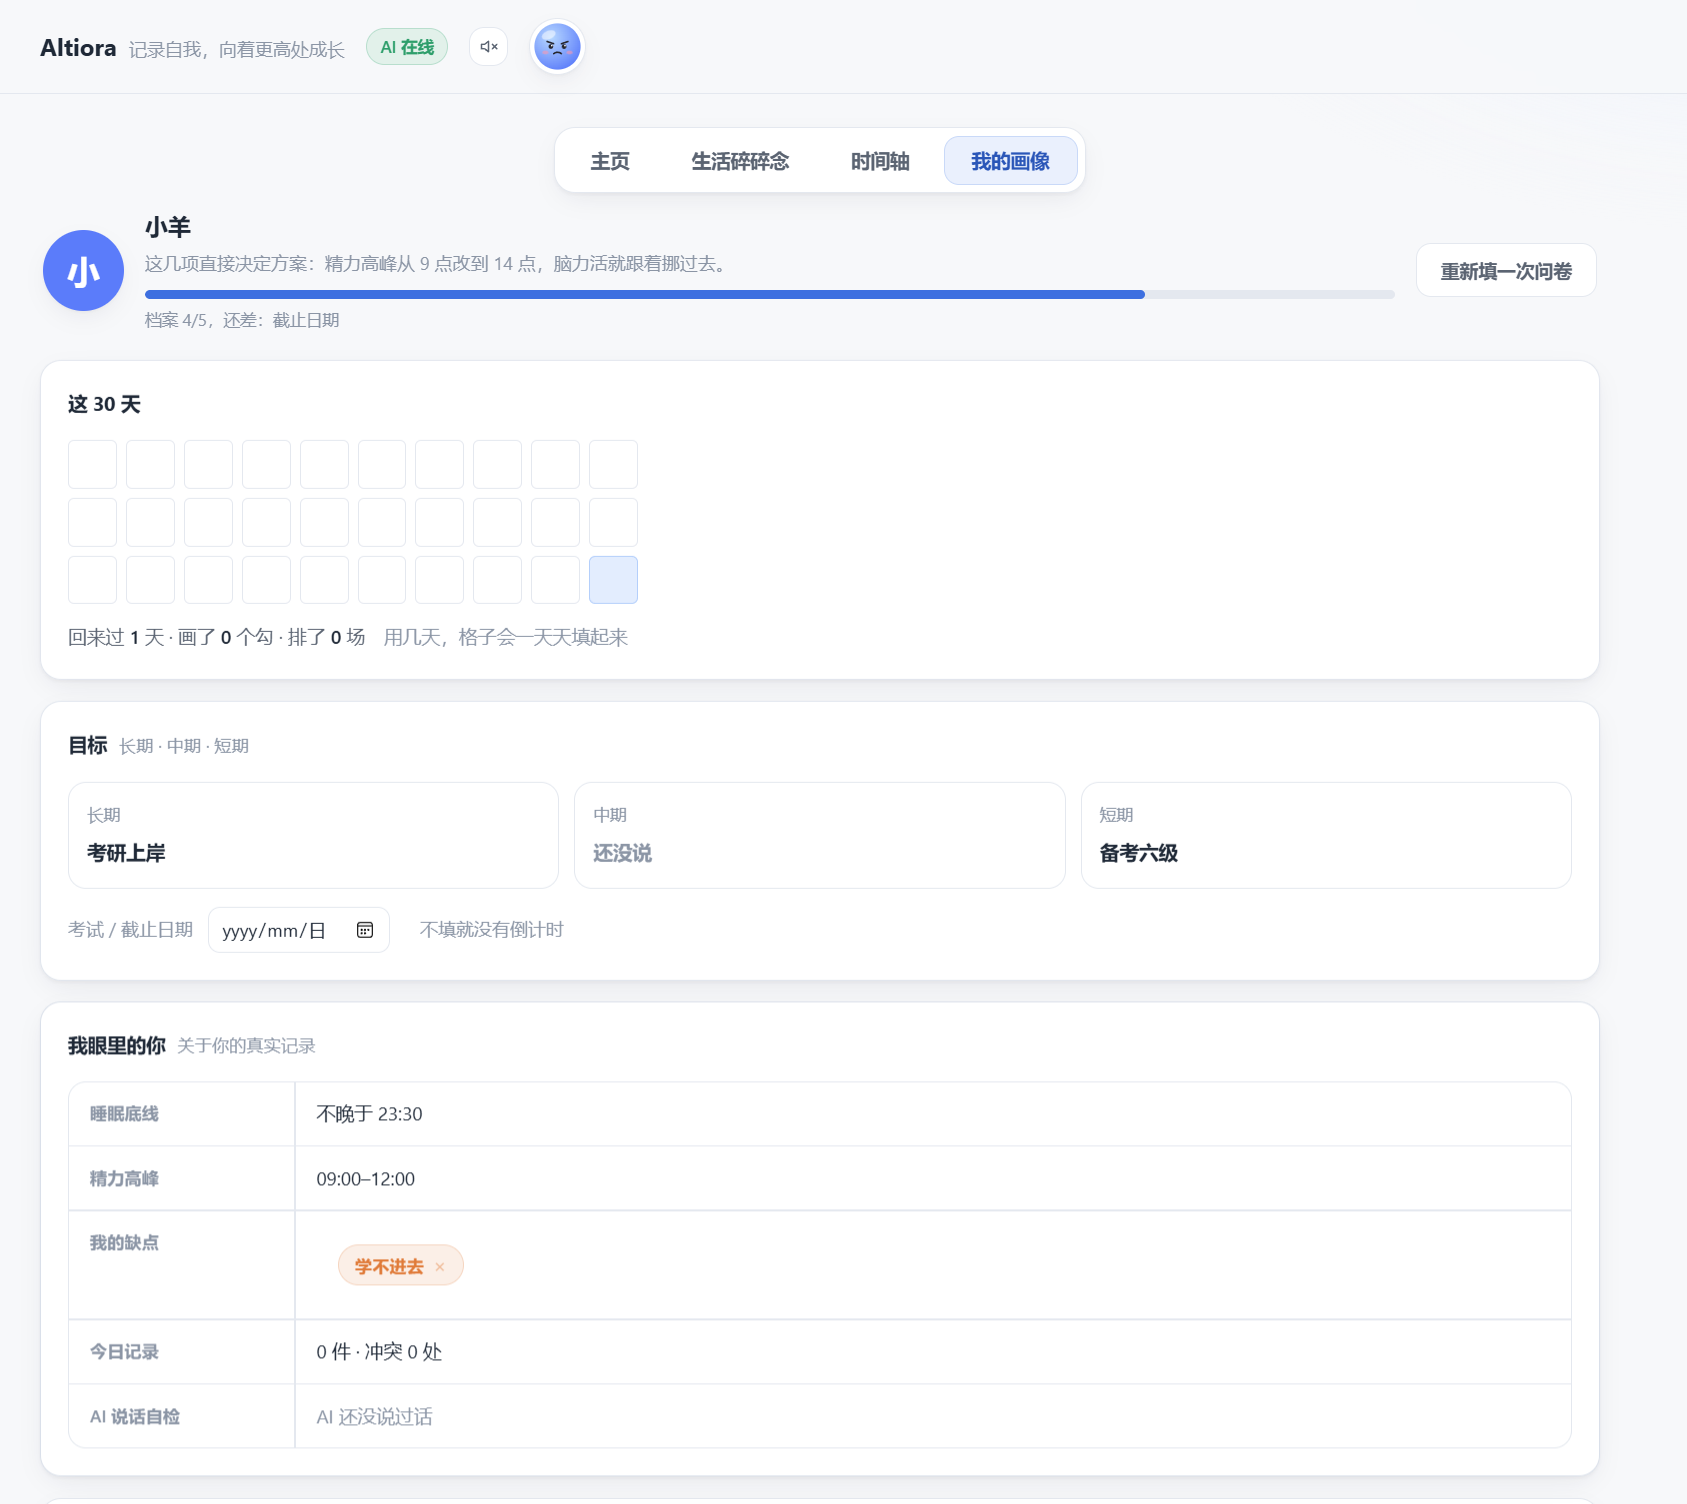 Altiora 记录自我，向着更高处成长 AI 在线
主页 生活碎碎念 时间轴 我的画像
小
小羊
这几项直接决定方案：精力高峰从 9 点改到 14 点，脑力活就跟着挪过去。
档案 4/5，还差：截止日期
重新填一次问卷
这 30 天
回来过 1 天 · 画了 0 个勾 · 排了 0 场 用几天，格子会一天天填起来
目标 长期 · 中期 · 短期
长期
考研上岸
中期
还没说
短期
备考六级
考试 / 截止日期 yyyy/mm/日 不填就没有倒计时
我眼里的你 关于你的真实记录
睡眠底线 不晚于 23:30
精力高峰 09:00–12:00
我的缺点 学不进去 ×
今日记录 0 件 · 冲突 0 处
AI 说话自检 AI 还没说过话